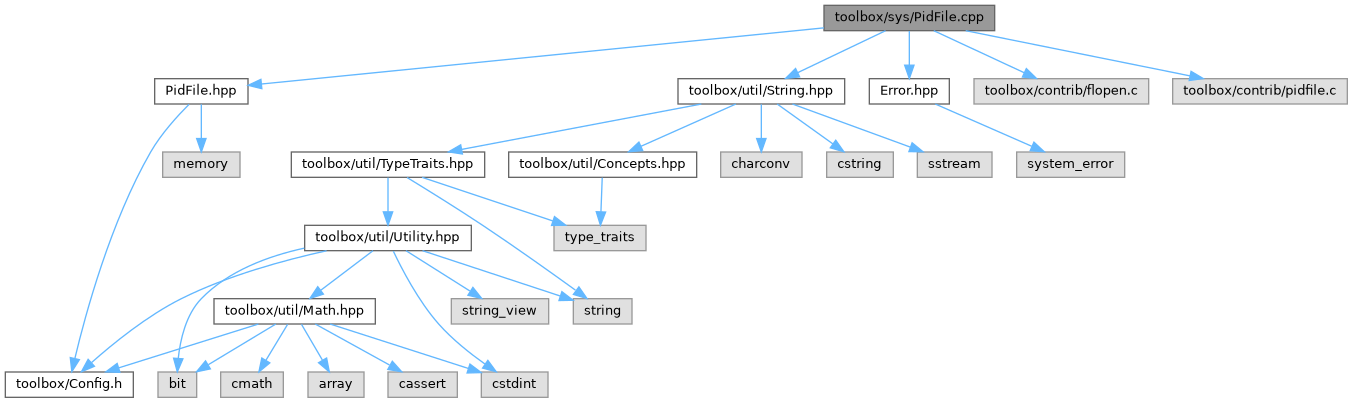 toolbox/sys/PidFile.cpp
PidFile.hpp
toolbox/util/String.hpp
Error.hpp
toolbox/contrib/flopen.c
toolbox/contrib/pidfile.c
memory
toolbox/util/TypeTraits.hpp
toolbox/util/Concepts.hpp
charconv
cstring
sstream
system_error
toolbox/util/Utility.hpp
type_traits
toolbox/util/Math.hpp
string_view
string
toolbox/Config.h
bit
cmath
array
cassert
cstdint